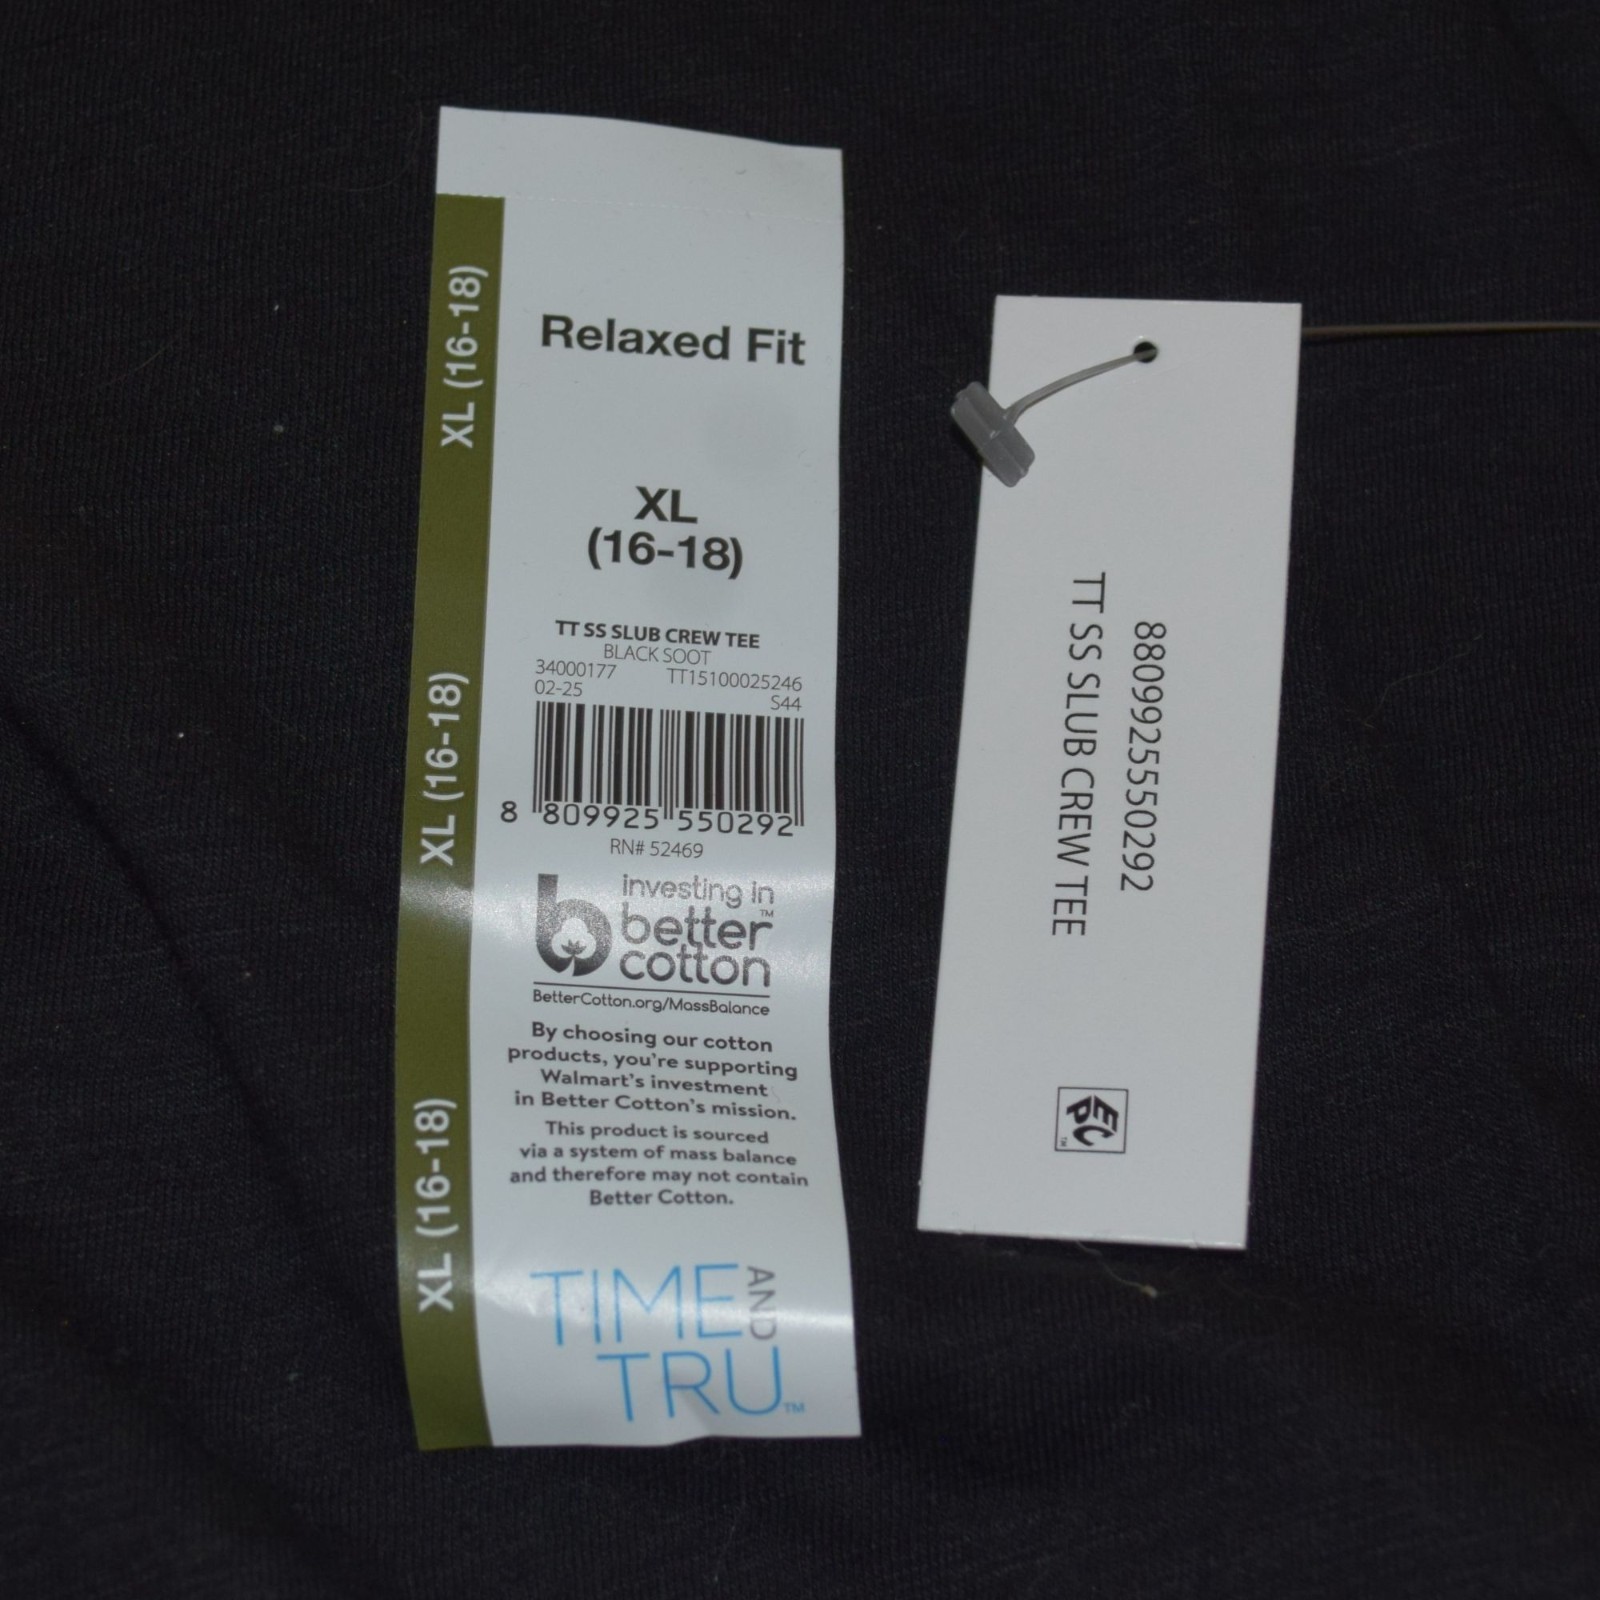 XL (16-18)
XL (16-18)
XL (16-18)
Relaxed Fit
XL
(16-18)
TT SS SLUB CREW TEE
BLACK SOOT
34000177 TT15100025246
02-25 S44
8 809925 550292
RN# 52469
investing in
better™
cotton
BetterCotton.org/MassBalance
By choosing our cotton
products, you're supporting
Walmart's investment
in Better Cotton's mission.
This product is sourced
via a system of mass balance
and therefore may not contain
Better Cotton.
TIME AND
TRU™
8809925550292
TT SS SLUB CREW TEE
EPC™